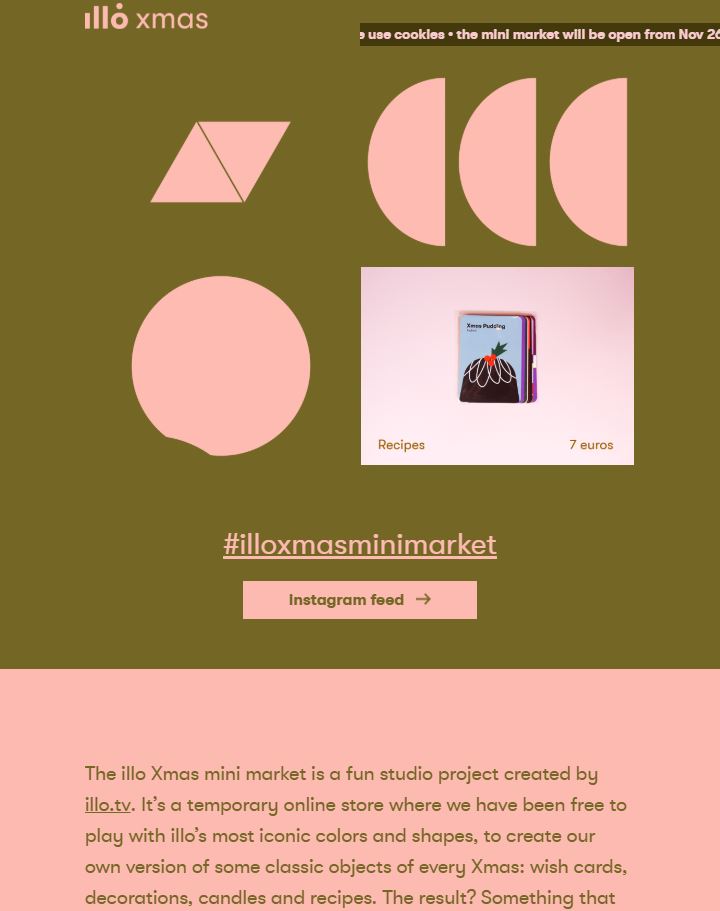 illo xmas
use cookies • the mini market will be open from Nov 26
Xmas Pudding
Recipes
7 euros
#illoxmasminimarket
Instagram feed
The illo Xmas mini market is a fun studio project created by
illo.tv. It's a temporary online store where we have been free to
play with illo's most iconic colors and shapes, to create our
own version of some classic objects of every Xmas: wish cards,
decorations, candles and recipes. The result? Something that